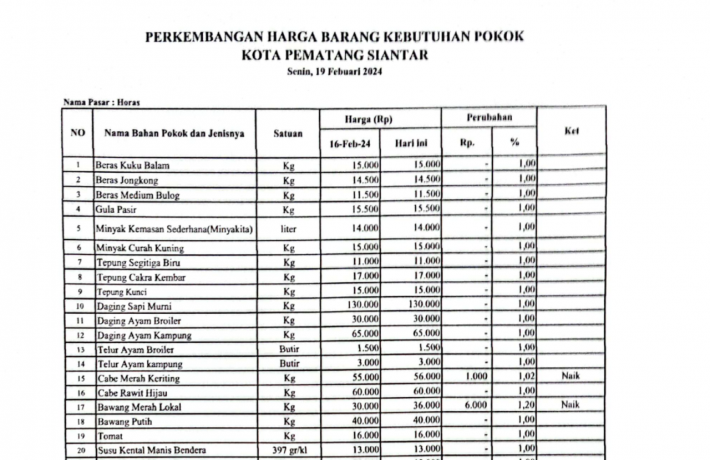 PERKEMBANGAN HARGA BARANG KEBUTUHAN POKOK
KOTA PEMATANG SIANTAR
Senin, 19 Febuari 2024
Nama Pasar : Horas
NO Nama Bahan Pokok dan Jenisnya Satuan Harga (Rp) Perubahan Ket
16-Feb-24 Hari ini Rp. %
1 Beras Kuku Balam Kg 15.000 15.000 - 1,00
2 Beras Jongkong Kg 14.500 14.500 - 1,00
3 Beras Medium Bulog Kg 11.500 11.500 - 1,00
4 Gula Pasir Kg 15.500 15.500 - 1,00
5 Minyak Kemasan Sederhana(Minyakita) liter 14.000 14.000 - 1,00
6 Minyak Curah Kuning Kg 15.000 15.000 - 1,00
7 Tepung Segitiga Biru Kg 11.000 11.000 - 1,00
8 Tepung Cakra Kembar Kg 17.000 17.000 - 1,00
9 Tepung Kunci Kg 15.000 15.000 - 1,00
10 Daging Sapi Murni Kg 130.000 130.000 - 1,00
11 Daging Ayam Broiler Kg 30.000 30.000 - 1,00
12 Daging Ayam Kampung Kg 65.000 65.000 - 1,00
13 Telur Ayam Broiler Butir 1.500 1.500 - 1,00
14 Telur Ayam kampung Butir 3.000 3.000 - 1,00
15 Cabe Merah Keriting Kg 55.000 56.000 1.000 1,02 Naik
16 Cabe Rawit Hijau Kg 60.000 60.000 - 1,00
17 Bawang Merah Lokal Kg 30.000 36.000 6.000 1,20 Naik
18 Bawang Putih Kg 40.000 40.000 - 1,00
19 Tomat Kg 16.000 16.000 - 1,00
20 Susu Kental Manis Bendera 397 gr/kl 13.000 13.000 - 1,00